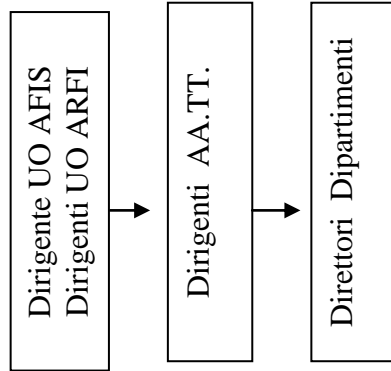 Dirigente UO AFIS
Dirigenti UO ARFI
Dirigenti AA.TT.
Direttori Dipartimenti